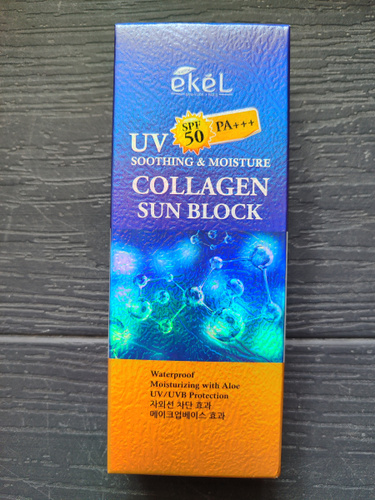 ekéL
UV
SPF
50
PA+++
SOOTHING & MOISTURE
COLLAGEN
SUN BLOCK
Waterproof
Moisturizing with Aloe
UV/UVB Protection
자외선 차단 효과
메이크업베이스 효과